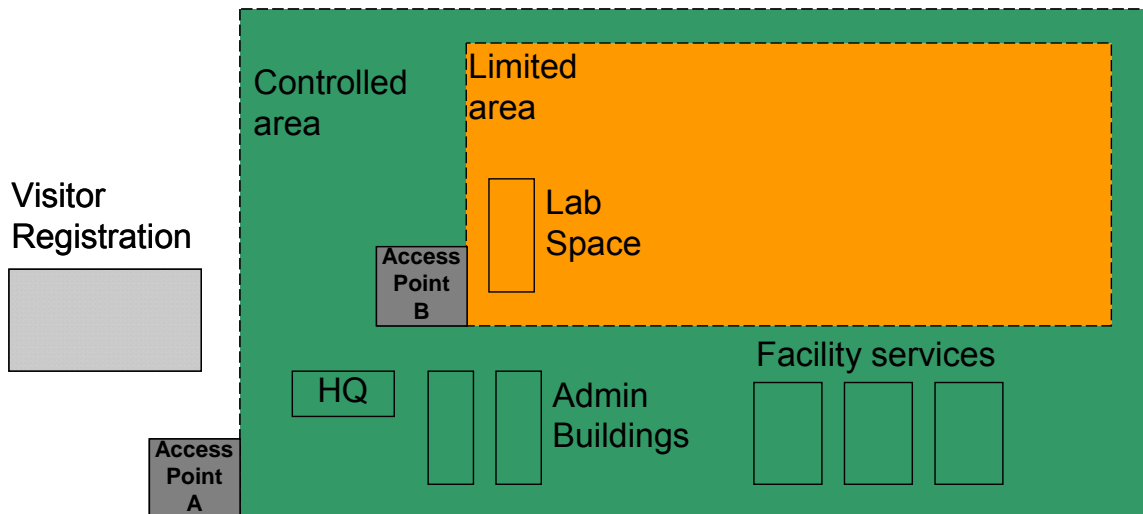 Controlled
area
Limited
area
Visitor
Registration
Lab
Space
Access
Point
B
Facility services
HQ
Admin
Buildings
Access
Point
A